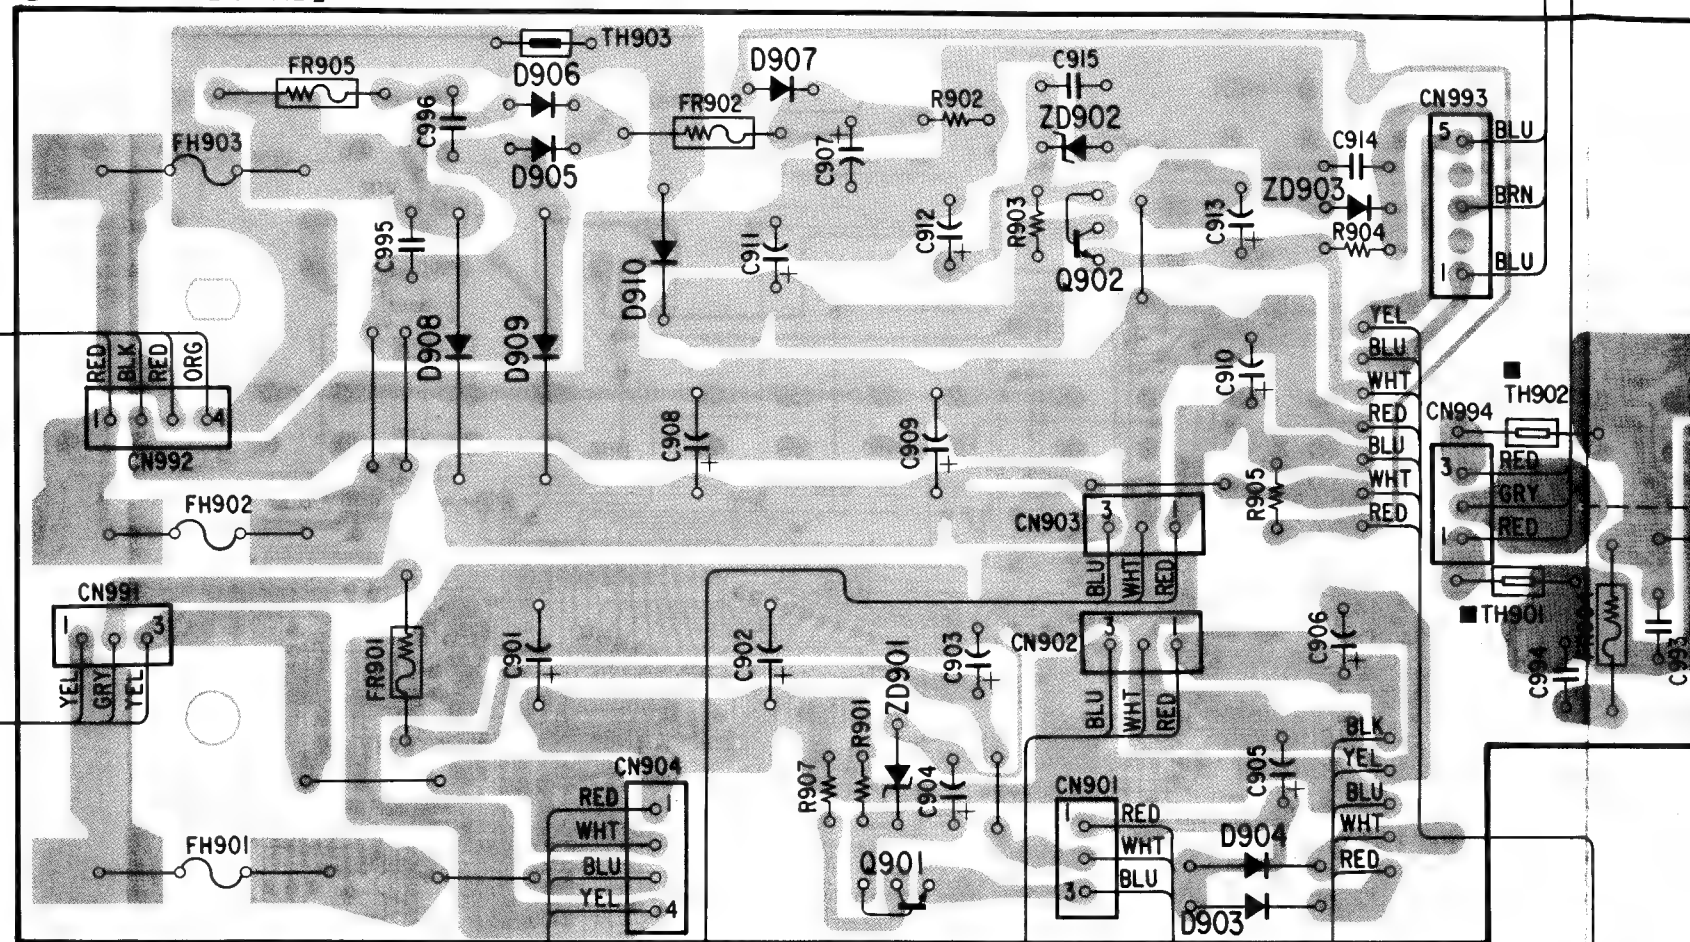 TH903
FR905
D906
D907
C915
FR902
R902
CN993
C996
ZD902
5
BLU
FH903
C907
C914
D905
ZD903
BRN
C995
C912
R903
C913
R904
C911
1
BLU
D910
Q902
YEL
D908
D909
BLU
RED
BLK
RED
ORG
C910
WHT
TH902
1
4
RED
CN994
CN992
C908
C909
BLU
3
RED
R905
WHT
GRY
FH902
CN903
3
1
RED
1
RED
BLU
WHT
RED
CN991
1
3
TH901
CN902
3
1
C906
FR901
C901
C902
C903
C994
C993
YEL
GRY
YEL
ZD901
BLU
WHT
RED
R901
BLK
CN904
R907
C904
C905
YEL
CN901
RED
1
1
RED
BLU
WHT
D904
WHT
FH901
WHT
BLU
Q901
3
BLU
RED
YEL
4
D903